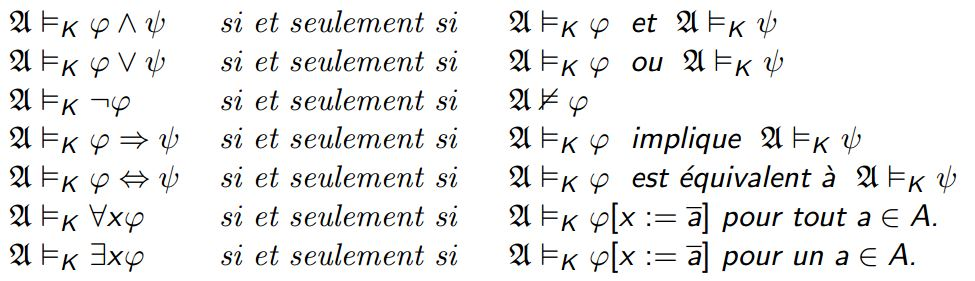 𝔄 ⊨_K φ ∧ ψ si et seulement si 𝔄 ⊨_K φ et 𝔄 ⊨_K ψ
𝔄 ⊨_K φ ∨ ψ si et seulement si 𝔄 ⊨_K φ ou 𝔄 ⊨_K ψ
𝔄 ⊨_K ¬φ si et seulement si 𝔄 ⊭ φ
𝔄 ⊨_K φ ⇒ ψ si et seulement si 𝔄 ⊨_K φ implique 𝔄 ⊨_K ψ
𝔄 ⊨_K φ ⇔ ψ si et seulement si 𝔄 ⊨_K φ est équivalent à 𝔄 ⊨_K ψ
𝔄 ⊨_K ∀xφ si et seulement si 𝔄 ⊨_K φ[x := a̅] pour tout a ∈ A.
𝔄 ⊨_K ∃xφ si et seulement si 𝔄 ⊨_K φ[x := a̅] pour un a ∈ A.